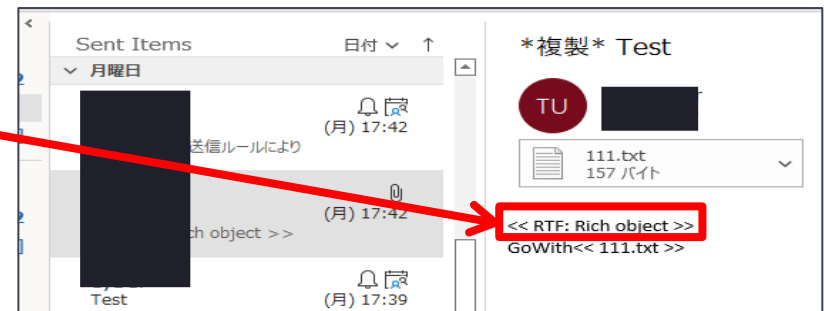 Sent Items
日付
↑
月曜日
(月) 17:42
送信ルールにより
(月) 17:42
ch object >>
(月) 17:39
Test
*複製* Test
TU
111.txt
157 バイト
<< RTF: Rich object >>
GoWith<< 111.txt >>